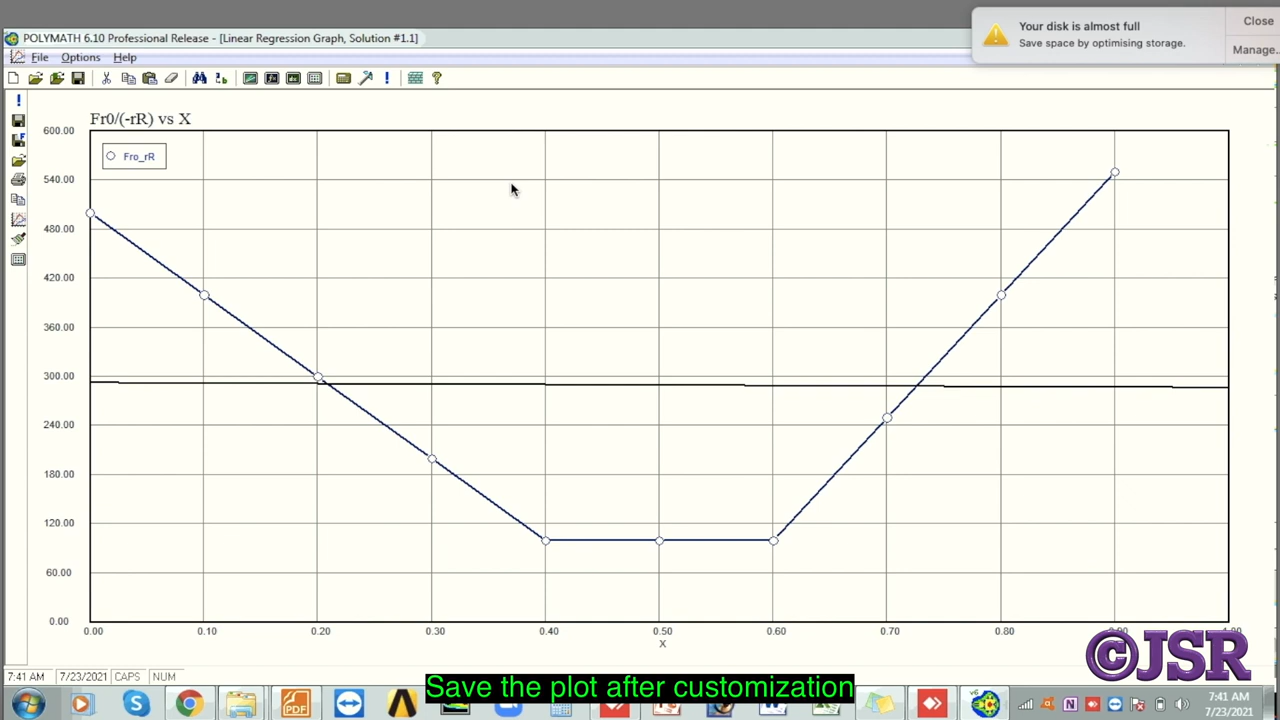 POLYMATH 6.10 Professional Release - [Linear Regression Graph, Solution #1.1]
Your disk is almost full
Save space by optimising storage.
Close
Manage...
File Options Help
Fr0/(-rR) vs X
Fro_rR
600.00
540.00
480.00
420.00
360.00
300.00
240.00
180.00
120.00
60.00
0.00
0.00 0.10 0.20 0.30 0.40 0.50 0.60 0.70 0.80
X
©JSR
7:41 AM 7/23/2021 CAPS NUM
Save the plot after customization
PDF
7:41 AM
7/23/2021